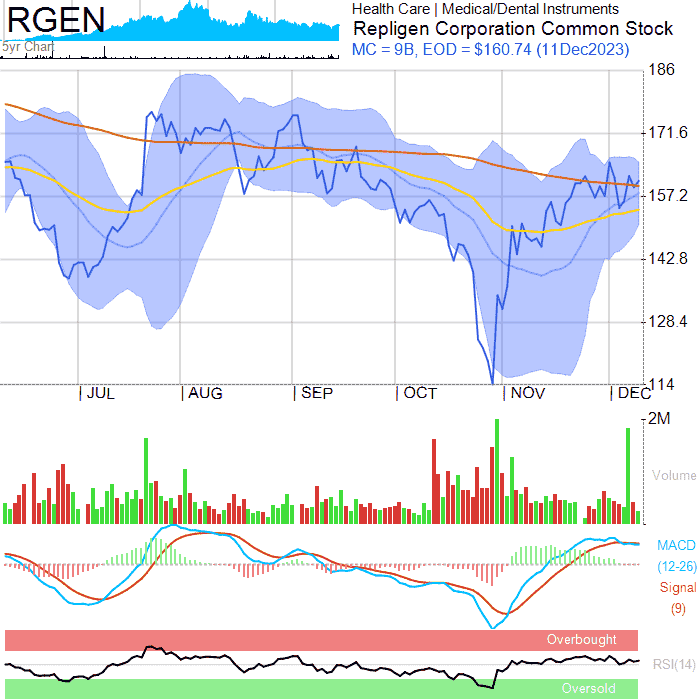 RGEN
5yr Chart
Health Care | Medical/Dental Instruments
Repligen Corporation Common Stock
MC = 9B, EOD = $160.74 (11Dec2023)
186
171.6
157.2
142.8
128.4
114
| JUL | AUG | SEP | OCT | NOV | DEC
2M
Volume
MACD
(12-26)
Signal
(9)
Overbought
RSI(14)
Oversold